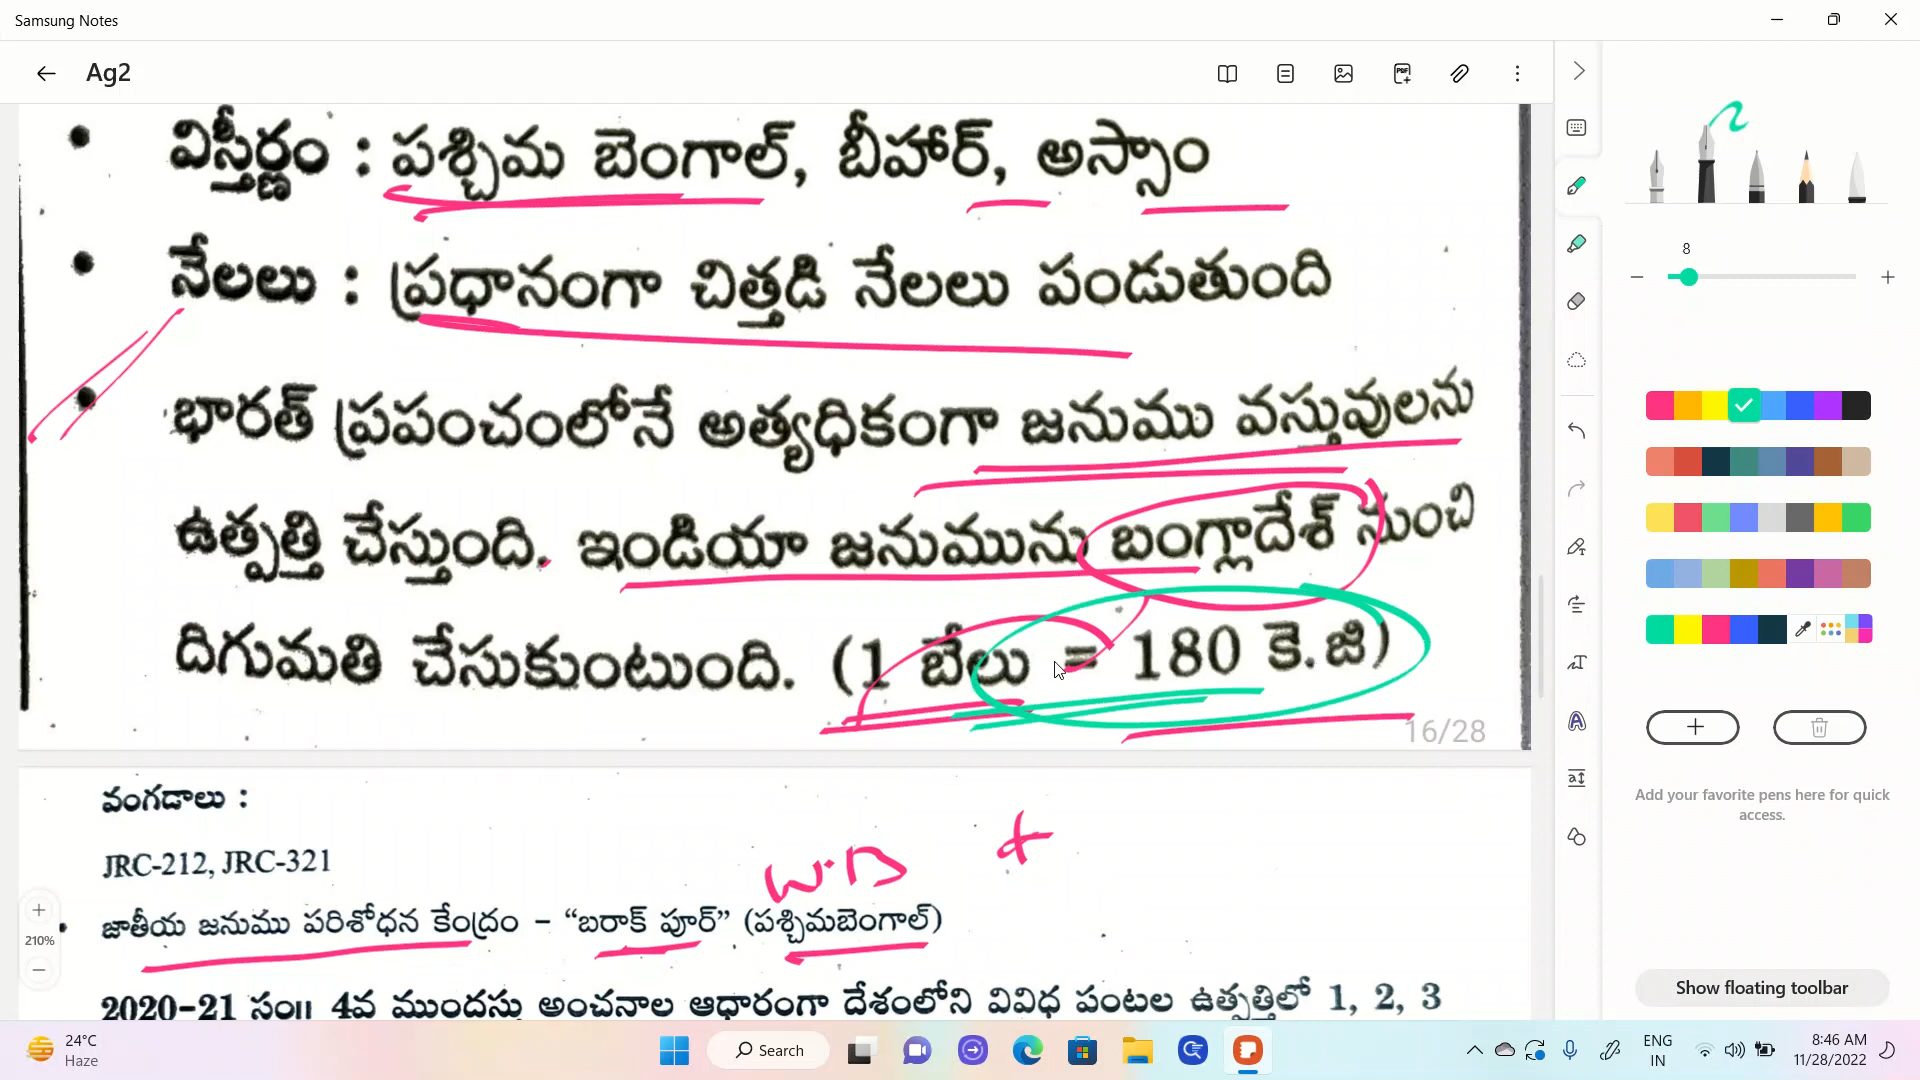 Samsung Notes
Ag2
విస్తీర్ణం : పశ్చిమ బెంగాల్, బీహార్, అస్సాం
నేలలు : ప్రధానంగా చిత్తడి నేలలు పండుతుంది
భారత్ ప్రపంచంలోనే అత్యధికంగా జనుము వస్తువులను
ఉత్పత్తి చేస్తుంది. ఇండియా జనుమును బంగ్లాదేశ్ నుంచి
దిగుమతి చేసుకుంటుంది. (1 బేలు = 180 కె.జి)
16/28
వంగడాలు :
JRC-212, JRC-321
W.B
+
జాతీయ జనుము పరిశోధన కేంద్రం – “బరాక్ పూర్” (పశ్చిమబెంగాల్)
2020-21 సం॥ 4వ ముందస్తు అంచనాల ఆధారంగా దేశంలోని వివిధ పంటల ఉత్పత్తిలో 1, 2, 3
210%
8
Add your favorite pens here for quick
access.
Show floating toolbar
24°C
Haze
Search
ENG
IN
8:46 AM
11/28/2022